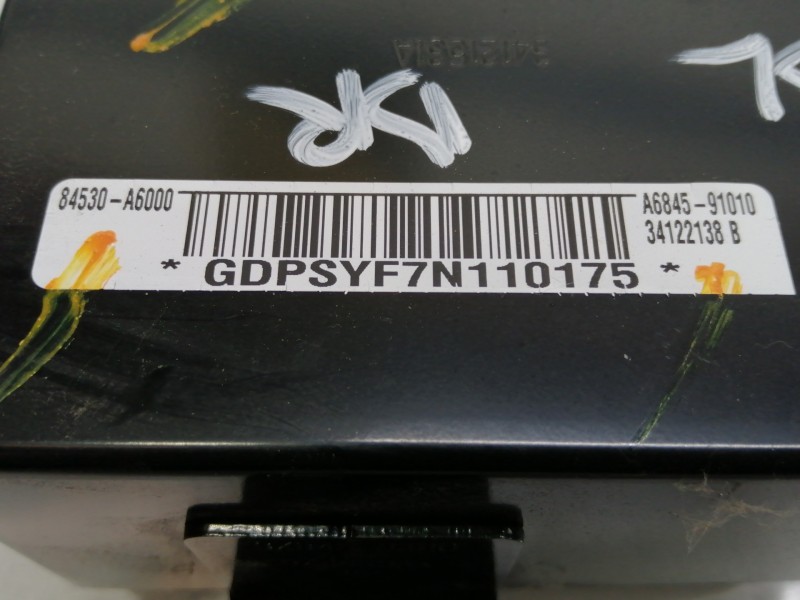 84530-A6000
A6845-91010
34122138 B
* GDPSYF7N110175 *